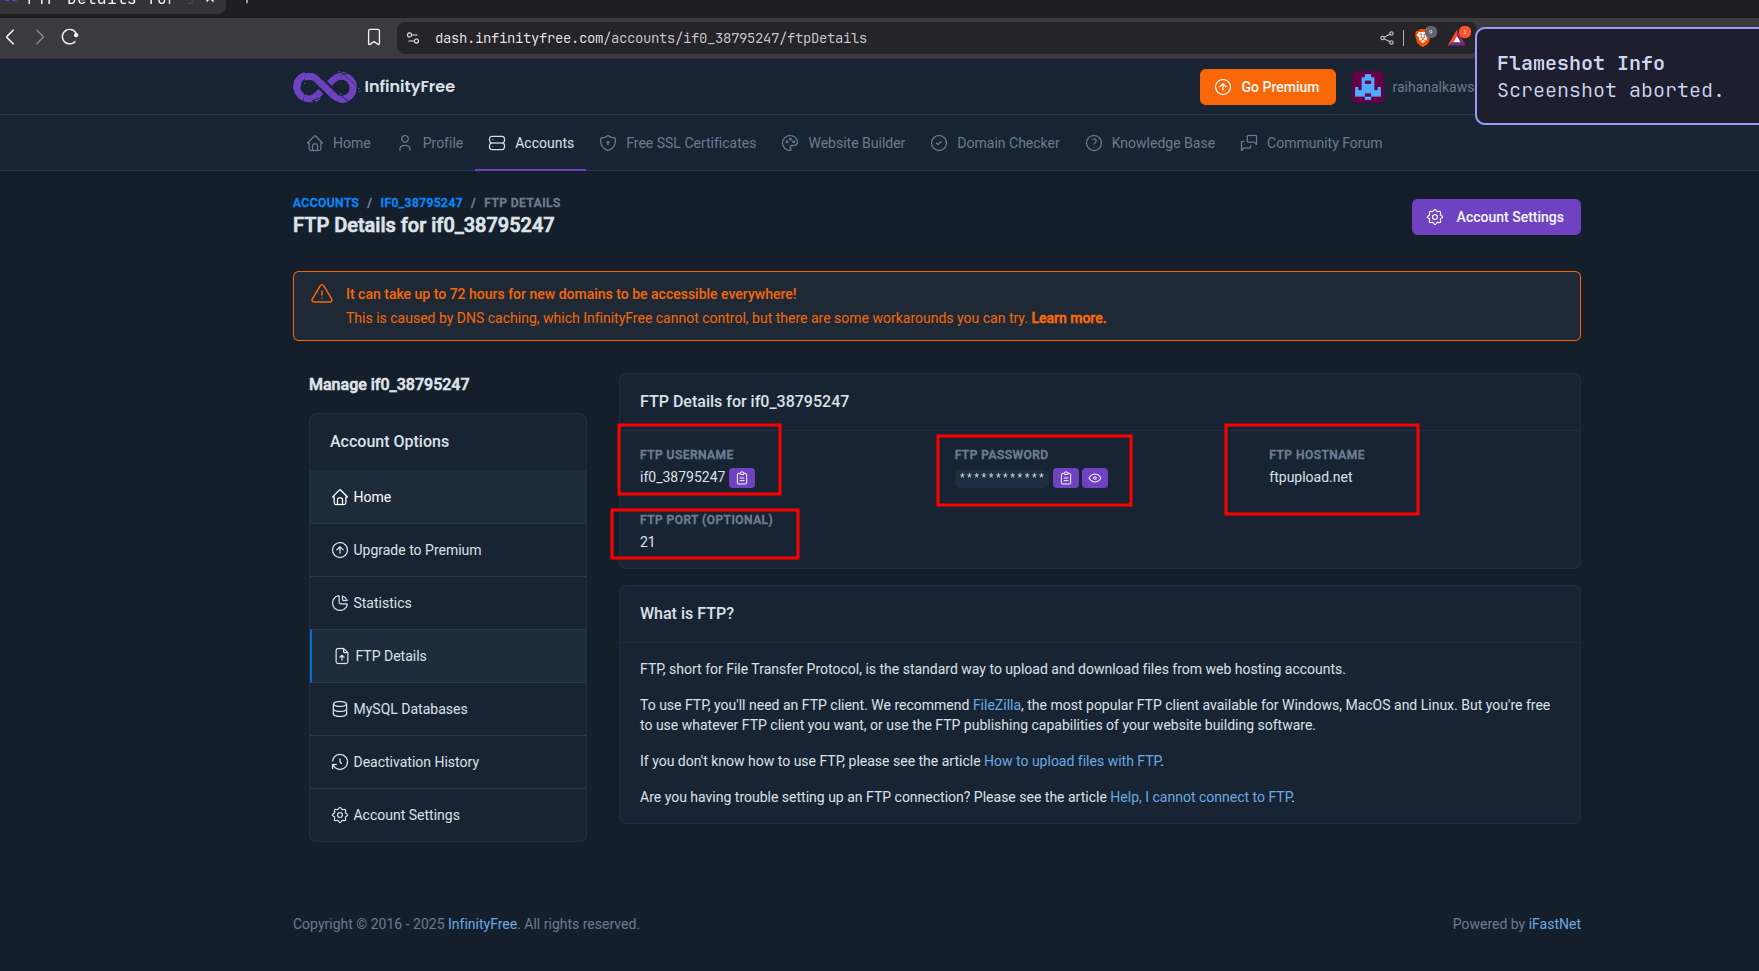 dash.infinityfree.com/accounts/if0_38795247/ftpDetails
9
1
Flameshot Info
Screenshot aborted.
InfinityFree
Go Premium
raihanalkaws
Home
Profile
Accounts
Free SSL Certificates
Website Builder
Domain Checker
Knowledge Base
Community Forum
ACCOUNTS / IF0_38795247 / FTP DETAILS
FTP Details for if0_38795247
Account Settings
It can take up to 72 hours for new domains to be accessible everywhere!
This is caused by DNS caching, which InfinityFree cannot control, but there are some workarounds you can try. Learn more.
Manage if0_38795247
Account Options
Home
Upgrade to Premium
Statistics
FTP Details
MySQL Databases
Deactivation History
Account Settings
FTP Details for if0_38795247
FTP USERNAME
if0_38795247
FTP PASSWORD
************
FTP HOSTNAME
ftpupload.net
FTP PORT (OPTIONAL)
21
What is FTP?
FTP, short for File Transfer Protocol, is the standard way to upload and download files from web hosting accounts.
To use FTP, you'll need an FTP client. We recommend FileZilla, the most popular FTP client available for Windows, MacOS and Linux. But you're free
to use whatever FTP client you want, or use the FTP publishing capabilities of your website building software.
If you don't know how to use FTP, please see the article How to upload files with FTP.
Are you having trouble setting up an FTP connection? Please see the article Help, I cannot connect to FTP.
Copyright © 2016 - 2025 InfinityFree. All rights reserved.
Powered by iFastNet